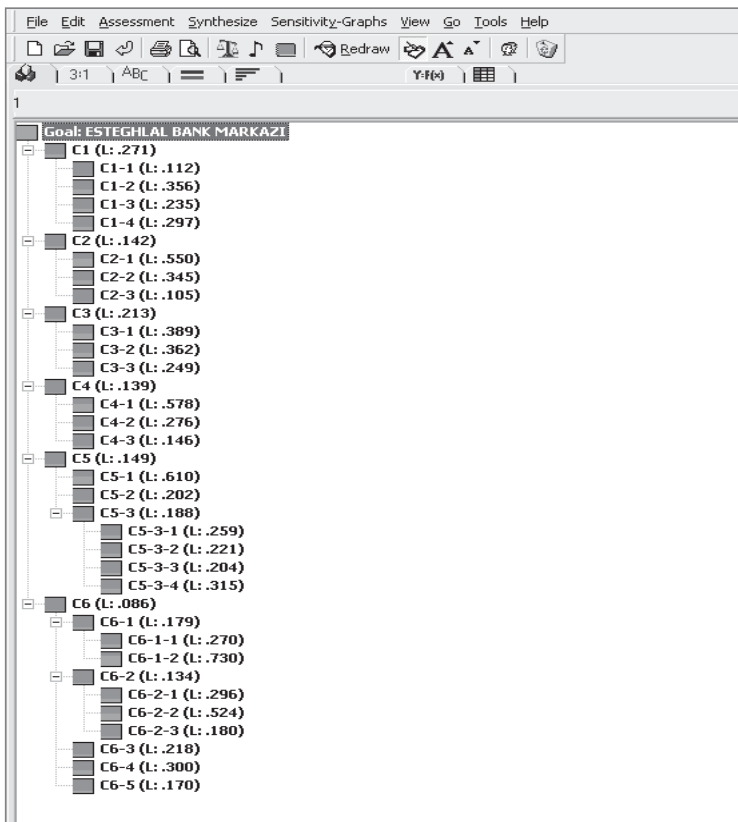 File Edit Assessment Synthesize Sensitivity-Graphs View Go Tools Help
Redraw A A
3:1 ABC Y=F(x)
1
Goal: ESTEGHLAL BANK MARKAZI
C1 (L: .271)
C1-1 (L: .112)
C1-2 (L: .356)
C1-3 (L: .235)
C1-4 (L: .297)
C2 (L: .142)
C2-1 (L: .550)
C2-2 (L: .345)
C2-3 (L: .105)
C3 (L: .213)
C3-1 (L: .389)
C3-2 (L: .362)
C3-3 (L: .249)
C4 (L: .139)
C4-1 (L: .578)
C4-2 (L: .276)
C4-3 (L: .146)
C5 (L: .149)
C5-1 (L: .610)
C5-2 (L: .202)
C5-3 (L: .188)
C5-3-1 (L: .259)
C5-3-2 (L: .221)
C5-3-3 (L: .204)
C5-3-4 (L: .315)
C6 (L: .086)
C6-1 (L: .179)
C6-1-1 (L: .270)
C6-1-2 (L: .730)
C6-2 (L: .134)
C6-2-1 (L: .296)
C6-2-2 (L: .524)
C6-2-3 (L: .180)
C6-3 (L: .218)
C6-4 (L: .300)
C6-5 (L: .170)